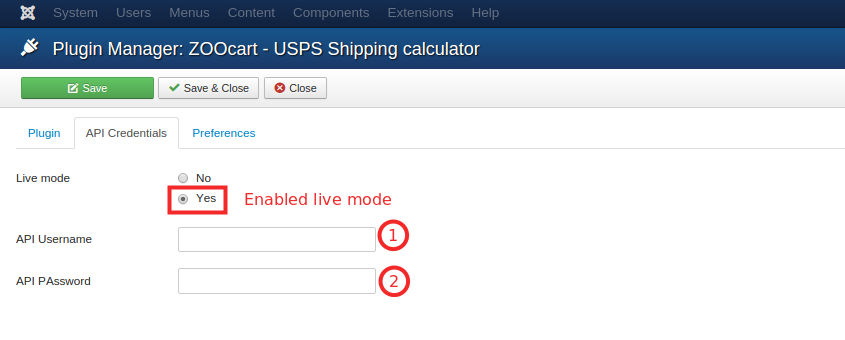 System Users Menus Content Components Extensions Help
Plugin Manager: ZOOcart - USPS Shipping calculator
Save Save & Close Close
Plugin API Credentials Preferences
Live mode No
Yes Enabled live mode
API Username 1
API PAssword 2